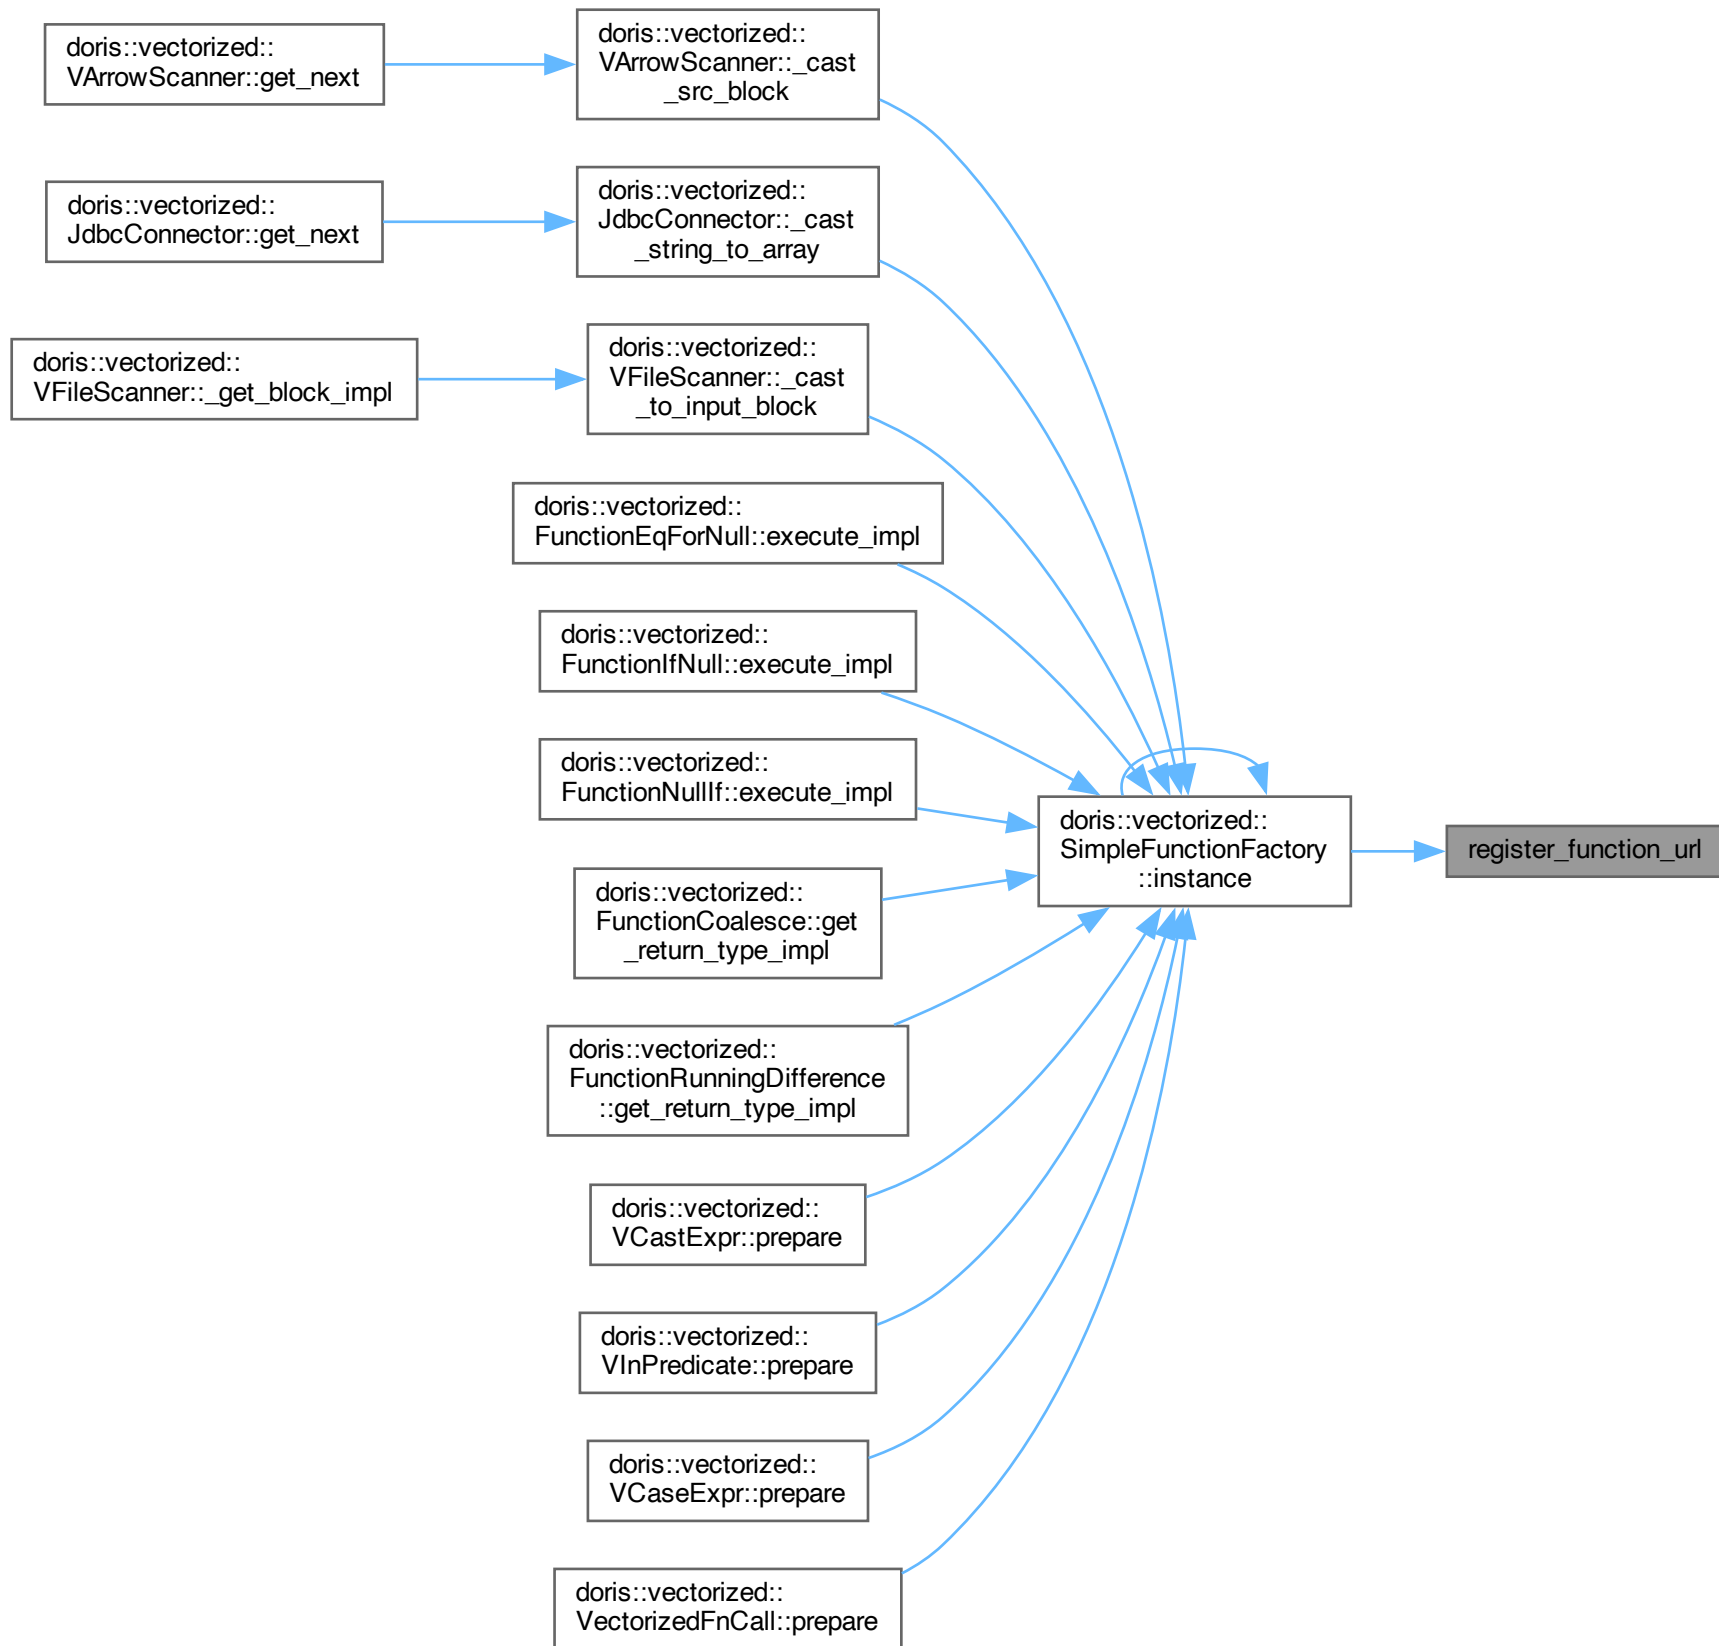 doris::vectorized::
VArrowScanner::get_next
doris::vectorized::
VArrowScanner::_cast
_src_block
doris::vectorized::
JdbcConnector::get_next
doris::vectorized::
JdbcConnector::_cast
_string_to_array
doris::vectorized::
VFileScanner::_get_block_impl
doris::vectorized::
VFileScanner::_cast
_to_input_block
doris::vectorized::
FunctionEqForNull::execute_impl
doris::vectorized::
FunctionIfNull::execute_impl
doris::vectorized::
FunctionNullIf::execute_impl
doris::vectorized::
SimpleFunctionFactory
::instance
register_function_url
doris::vectorized::
FunctionCoalesce::get
_return_type_impl
doris::vectorized::
FunctionRunningDifference
::get_return_type_impl
doris::vectorized::
VCastExpr::prepare
doris::vectorized::
VInPredicate::prepare
doris::vectorized::
VCaseExpr::prepare
doris::vectorized::
VectorizedFnCall::prepare